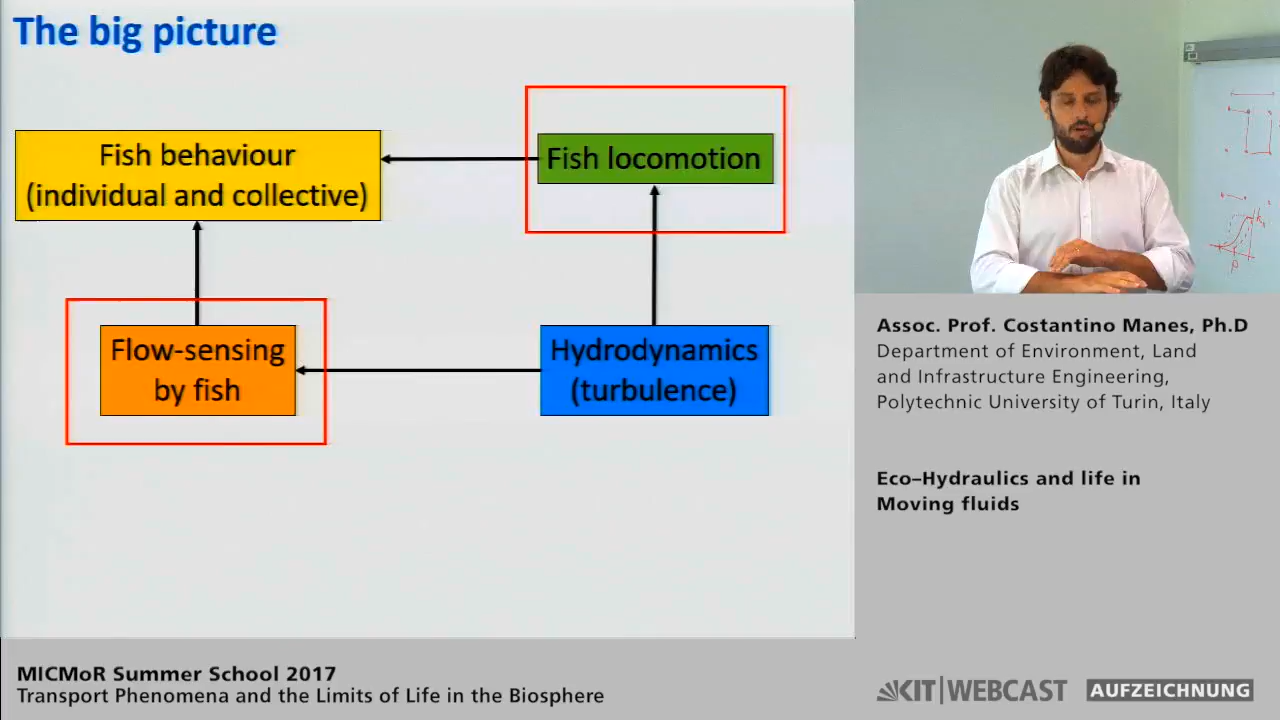 The big picture
Fish behaviour
(individual and collective)
Fish locomotion
Flow-sensing
by fish
Hydrodynamics
(turbulence)
Assoc. Prof. Costantino Manes, Ph.D
Department of Environment, Land
and Infrastructure Engineering,
Polytechnic University of Turin, Italy
Eco–Hydraulics and life in
Moving fluids
MICMoR Summer School 2017
Transport Phenomena and the Limits of Life in the Biosphere
KIT|WEBCAST
AUFZEICHNUNG